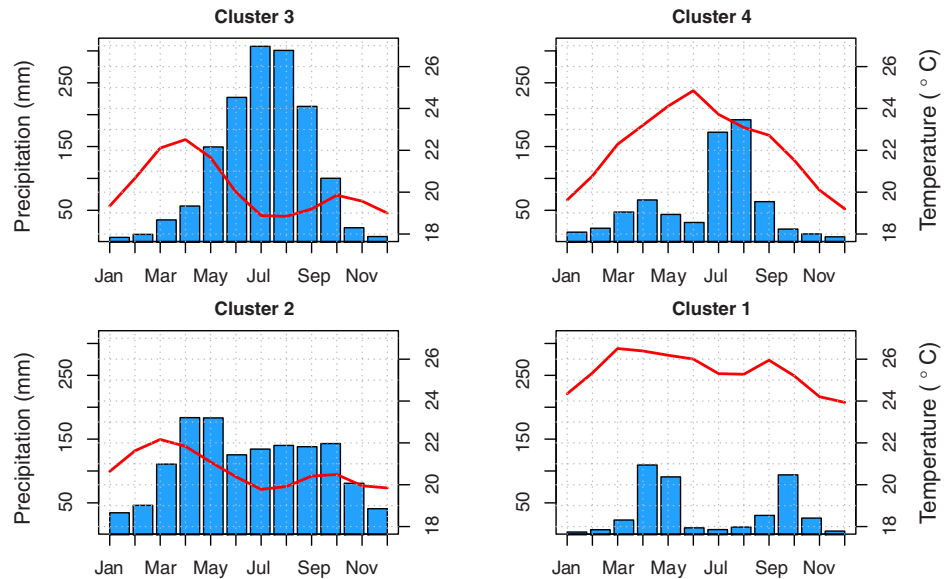 Cluster 3
Precipitation (mm)
50
150
250
18
20
22
24
26
Jan
Mar
May
Jul
Sep
Nov
Cluster 4
50
150
250
18
20
22
24
26
Temperature ( ° C)
Jan
Mar
May
Jul
Sep
Nov
Cluster 2
Precipitation (mm)
50
150
250
18
20
22
24
26
Jan
Mar
May
Jul
Sep
Nov
Cluster 1
50
150
250
18
20
22
24
26
Temperature ( ° C)
Jan
Mar
May
Jul
Sep
Nov